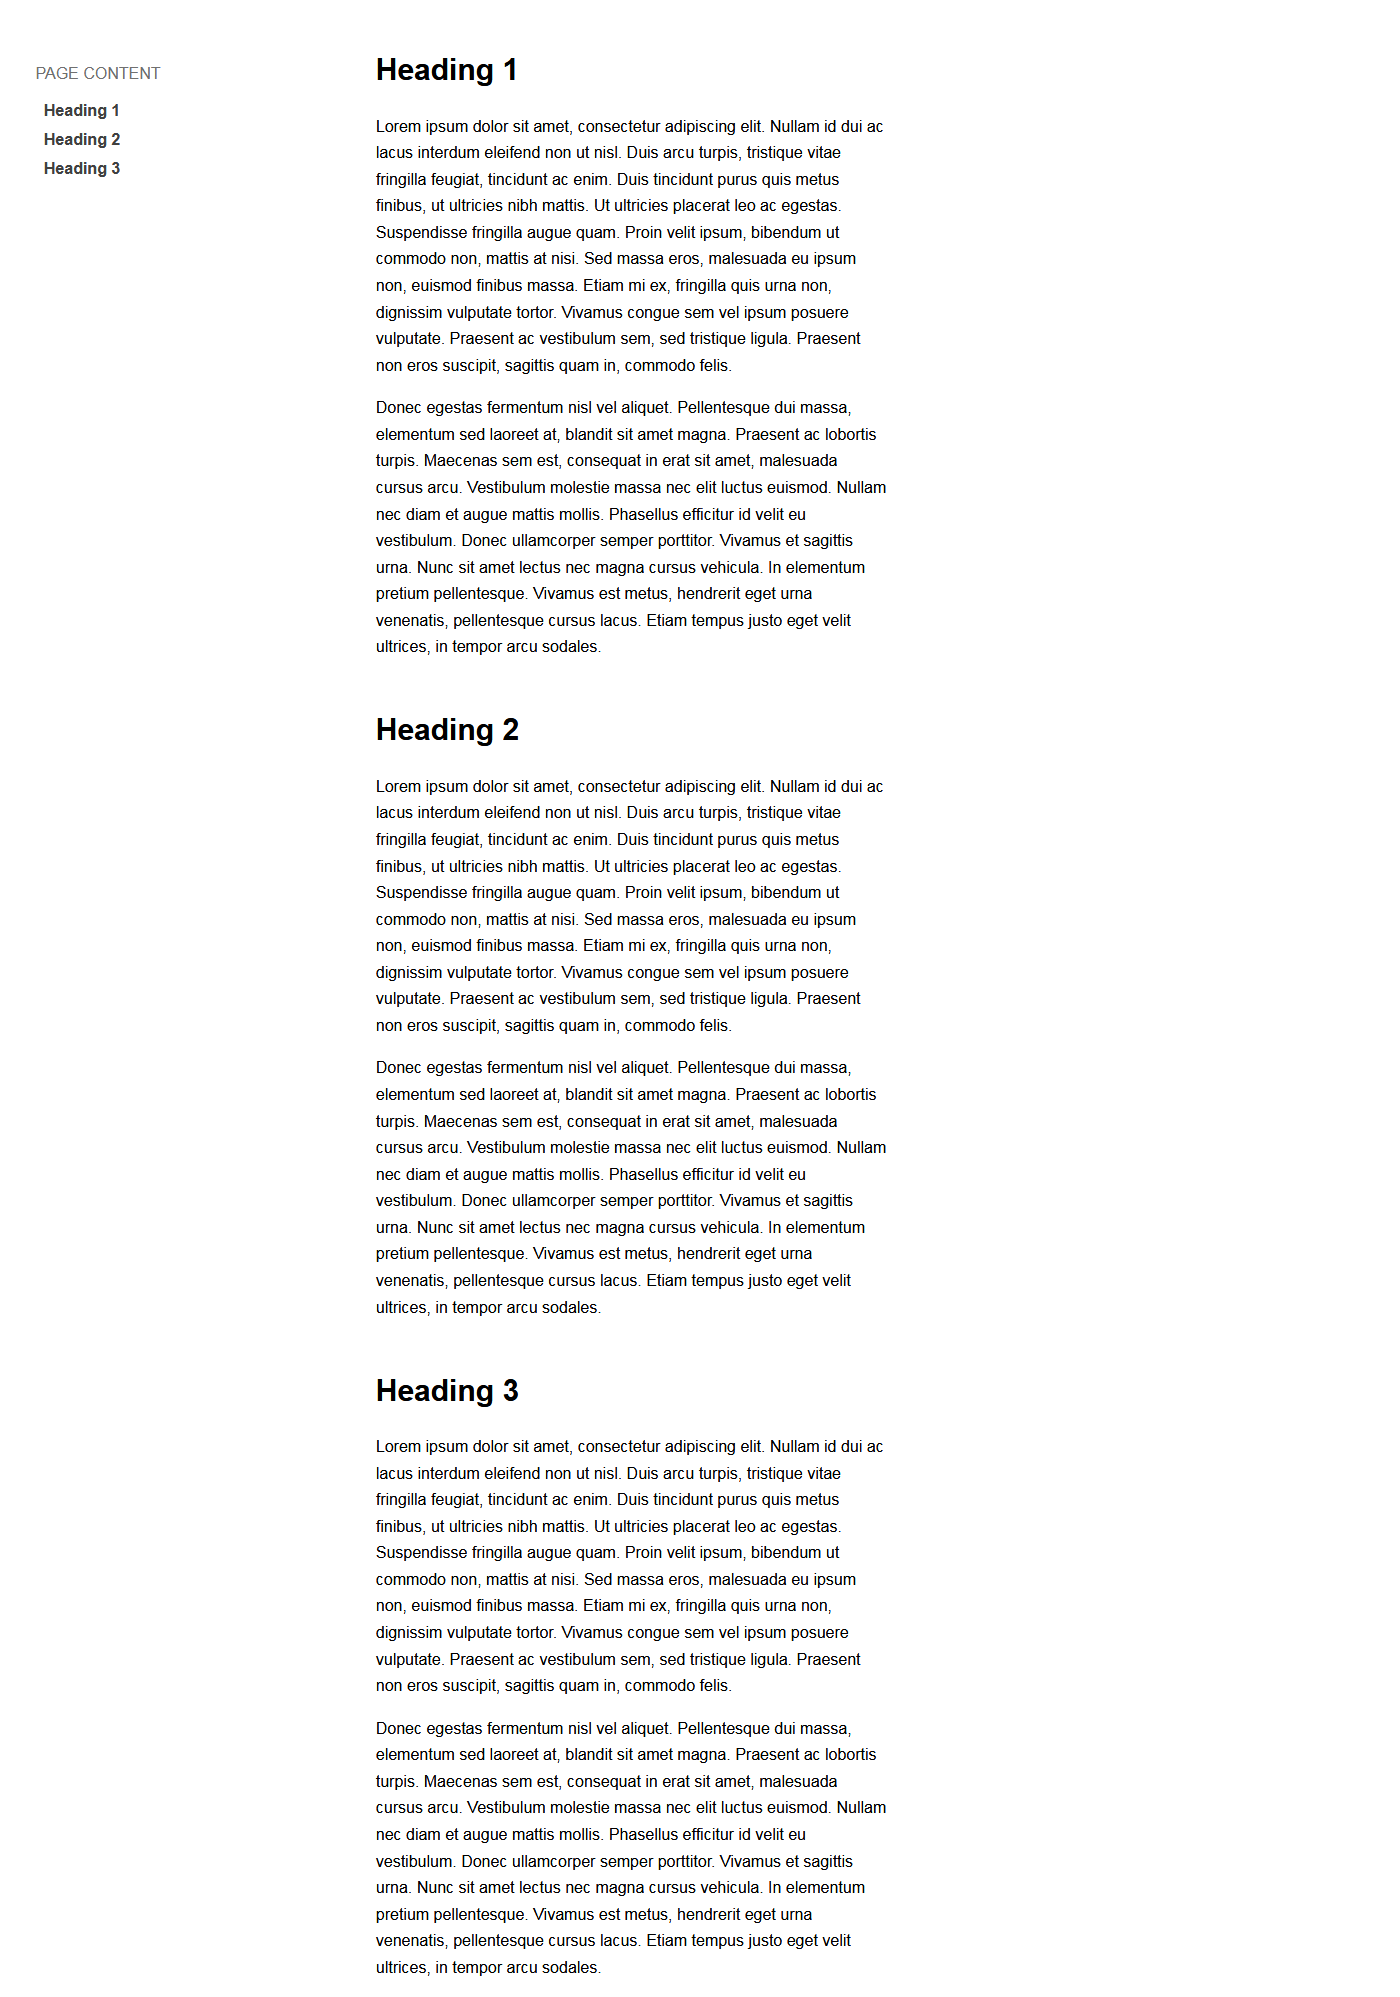 PAGE CONTENT
Heading 1
Heading 2
Heading 3
Heading 1
Lorem ipsum dolor sit amet, consectetur adipiscing elit. Nullam id dui ac
lacus interdum eleifend non ut nisl. Duis arcu turpis, tristique vitae
fringilla feugiat, tincidunt ac enim. Duis tincidunt purus quis metus
finibus, ut ultricies nibh mattis. Ut ultricies placerat leo ac egestas.
Suspendisse fringilla augue quam. Proin velit ipsum, bibendum ut
commodo non, mattis at nisi. Sed massa eros, malesuada eu ipsum
non, euismod finibus massa. Etiam mi ex, fringilla quis urna non,
dignissim vulputate tortor. Vivamus congue sem vel ipsum posuere
vulputate. Praesent ac vestibulum sem, sed tristique ligula. Praesent
non eros suscipit, sagittis quam in, commodo felis.
Donec egestas fermentum nisl vel aliquet. Pellentesque dui massa,
elementum sed laoreet at, blandit sit amet magna. Praesent ac lobortis
turpis. Maecenas sem est, consequat in erat sit amet, malesuada
cursus arcu. Vestibulum molestie massa nec elit luctus euismod. Nullam
nec diam et augue mattis mollis. Phasellus efficitur id velit eu
vestibulum. Donec ullamcorper semper porttitor. Vivamus et sagittis
urna. Nunc sit amet lectus nec magna cursus vehicula. In elementum
pretium pellentesque. Vivamus est metus, hendrerit eget urna
venenatis, pellentesque cursus lacus. Etiam tempus justo eget velit
ultrices, in tempor arcu sodales.
Heading 2
Lorem ipsum dolor sit amet, consectetur adipiscing elit. Nullam id dui ac
lacus interdum eleifend non ut nisl. Duis arcu turpis, tristique vitae
fringilla feugiat, tincidunt ac enim. Duis tincidunt purus quis metus
finibus, ut ultricies nibh mattis. Ut ultricies placerat leo ac egestas.
Suspendisse fringilla augue quam. Proin velit ipsum, bibendum ut
commodo non, mattis at nisi. Sed massa eros, malesuada eu ipsum
non, euismod finibus massa. Etiam mi ex, fringilla quis urna non,
dignissim vulputate tortor. Vivamus congue sem vel ipsum posuere
vulputate. Praesent ac vestibulum sem, sed tristique ligula. Praesent
non eros suscipit, sagittis quam in, commodo felis.
Donec egestas fermentum nisl vel aliquet. Pellentesque dui massa,
elementum sed laoreet at, blandit sit amet magna. Praesent ac lobortis
turpis. Maecenas sem est, consequat in erat sit amet, malesuada
cursus arcu. Vestibulum molestie massa nec elit luctus euismod. Nullam
nec diam et augue mattis mollis. Phasellus efficitur id velit eu
vestibulum. Donec ullamcorper semper porttitor. Vivamus et sagittis
urna. Nunc sit amet lectus nec magna cursus vehicula. In elementum
pretium pellentesque. Vivamus est metus, hendrerit eget urna
venenatis, pellentesque cursus lacus. Etiam tempus justo eget velit
ultrices, in tempor arcu sodales.
Heading 3
Lorem ipsum dolor sit amet, consectetur adipiscing elit. Nullam id dui ac
lacus interdum eleifend non ut nisl. Duis arcu turpis, tristique vitae
fringilla feugiat, tincidunt ac enim. Duis tincidunt purus quis metus
finibus, ut ultricies nibh mattis. Ut ultricies placerat leo ac egestas.
Suspendisse fringilla augue quam. Proin velit ipsum, bibendum ut
commodo non, mattis at nisi. Sed massa eros, malesuada eu ipsum
non, euismod finibus massa. Etiam mi ex, fringilla quis urna non,
dignissim vulputate tortor. Vivamus congue sem vel ipsum posuere
vulputate. Praesent ac vestibulum sem, sed tristique ligula. Praesent
non eros suscipit, sagittis quam in, commodo felis.
Donec egestas fermentum nisl vel aliquet. Pellentesque dui massa,
elementum sed laoreet at, blandit sit amet magna. Praesent ac lobortis
turpis. Maecenas sem est, consequat in erat sit amet, malesuada
cursus arcu. Vestibulum molestie massa nec elit luctus euismod. Nullam
nec diam et augue mattis mollis. Phasellus efficitur id velit eu
vestibulum. Donec ullamcorper semper porttitor. Vivamus et sagittis
urna. Nunc sit amet lectus nec magna cursus vehicula. In elementum
pretium pellentesque. Vivamus est metus, hendrerit eget urna
venenatis, pellentesque cursus lacus. Etiam tempus justo eget velit
ultrices, in tempor arcu sodales.